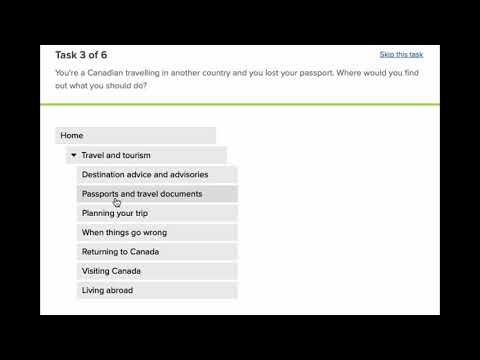 Task 3 of 6
Skip this task
You're a Canadian travelling in another country and you lost your passport. Where would you find
out what you should do?
Home
Travel and tourism
Destination advice and advisories
Passports and travel documents
Planning your trip
When things go wrong
Returning to Canada
Visiting Canada
Living abroad